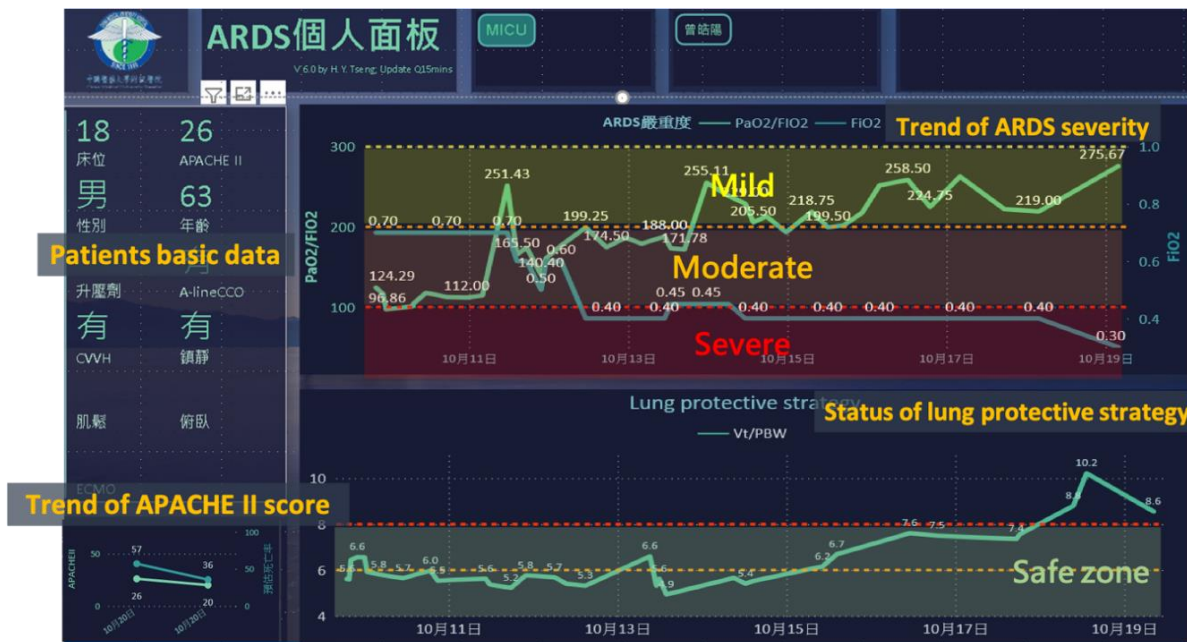 ARDS個人面板
V 6.0 by H. Y. Tseng; Update Q15mins
MICU
曾皓陽
18 26
床位 APACHE II
男 63
性別 年齡
Patients basic data
升壓劑 A-lineCCO
有 有
CVVH 鎮靜
肌鬆 俯臥
ECMO
Trend of APACHE II score
APACHEII
50
0
57
36
26
20
100
50
0
預估死亡率
10月20日 10月20日
ARDS嚴重度 PaO2/FIO2 FiO2
Trend of ARDS severity
PaO2/FIO2
300
200
100
1.0
0.8
0.6
0.4
FiO2
Mild
Moderate
Severe
251.43 255.11 258.50 275.67
0.70 0.70 0.70 199.25 188.00 205.50 218.75 199.50 224.75 219.00
165.50 0.60 174.50 171.78
140.40
0.50
124.29
96.86 112.00
0.40 0.45 0.45 0.40 0.40 0.40 0.40 0.40
0.30
10月11日 10月13日 10月15日 10月17日 10月19日
Lung protective strategy
Status of lung protective strategy
Vt/PBW
10
8
6
4
6.6 5.8 5.7 6.0 5.5 5.6 5.2 5.8 5.7 5.3 6.6 5.4 6.2 6.7 7.6 7.5 7.4 10.2 8.6
Safe zone
10月11日 10月13日 10月15日 10月17日 10月19日